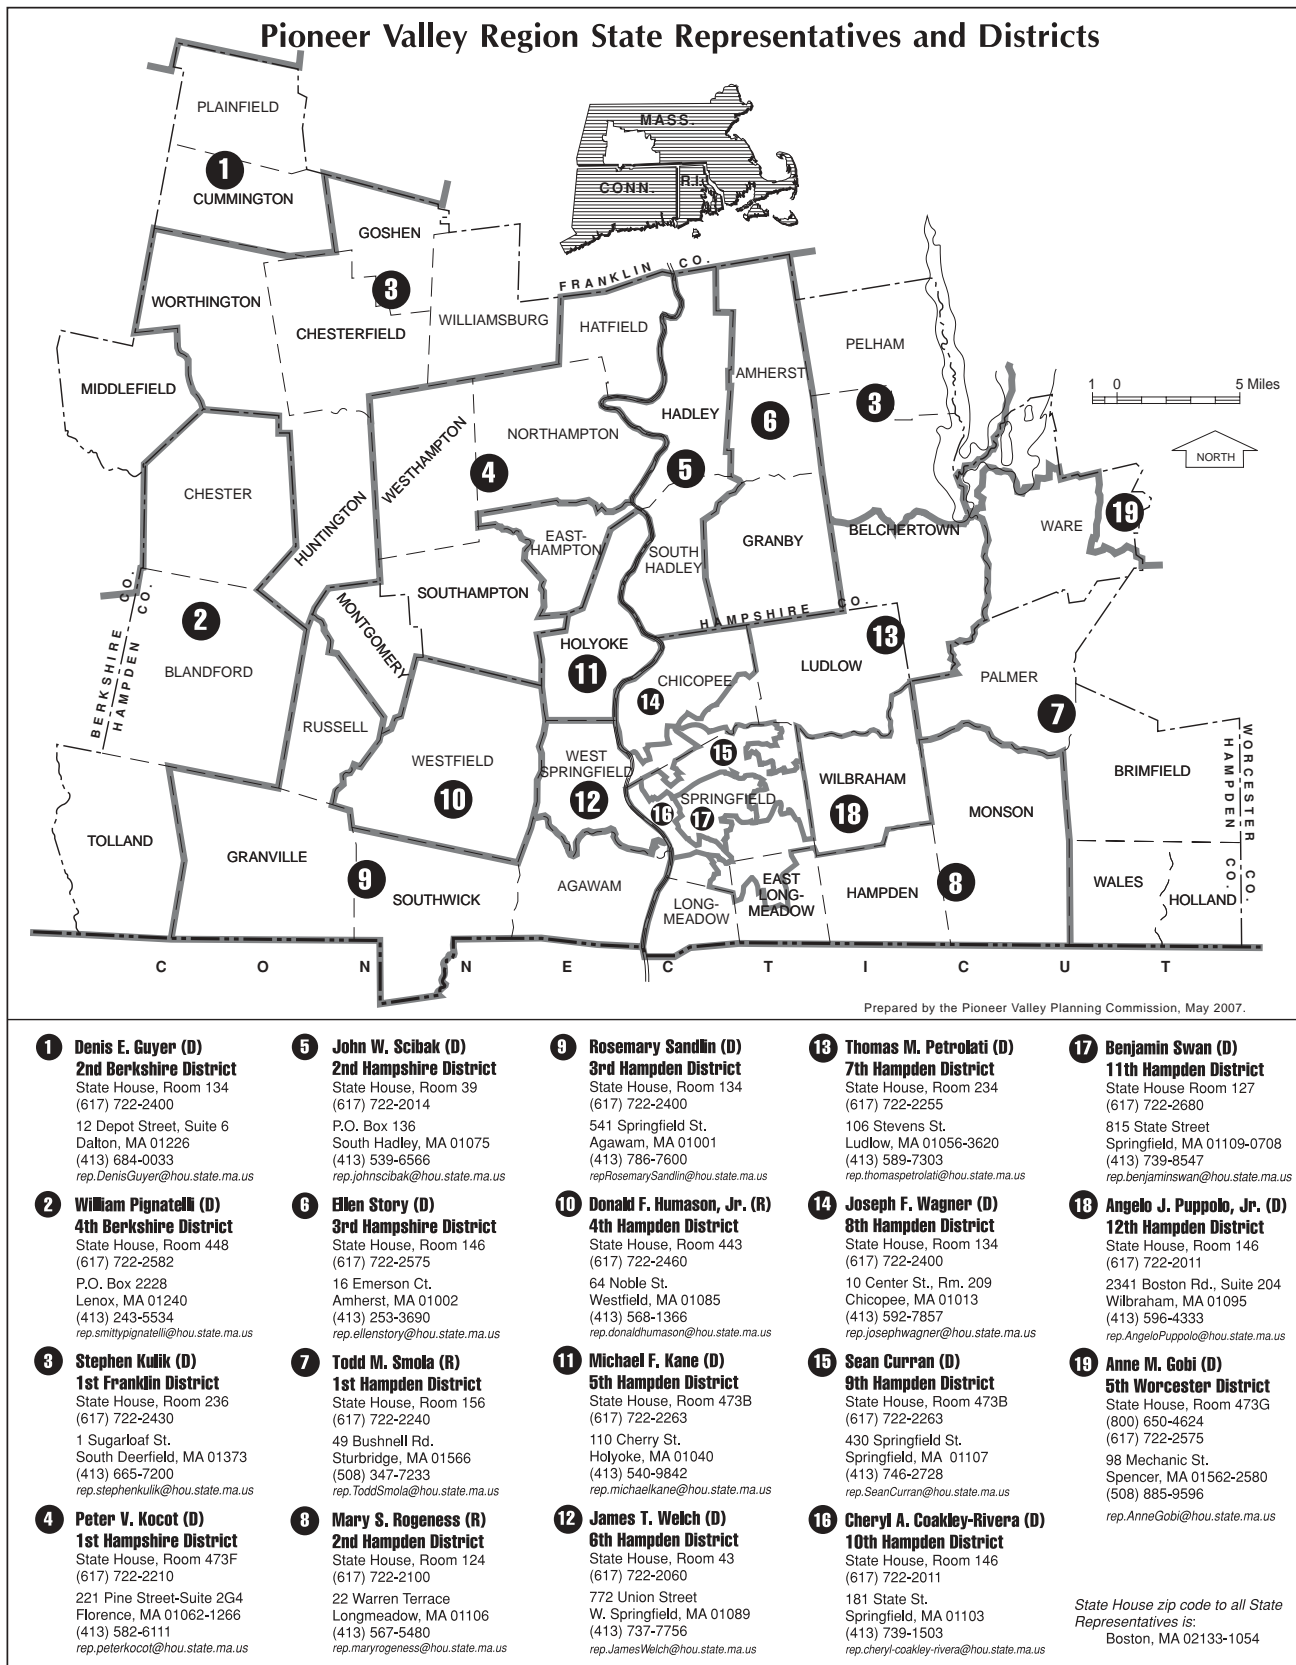 Pioneer Valley Region State Representatives and Districts
PLAINFIELD
1
CUMMINGTON
GOSHEN
3
WORTHINGTON
CHESTERFIELD
WILLIAMSBURG
MIDDLEFIELD
MASS.
CONN.
R.I.
FRANKLIN CO.
HATFIELD
HADLEY
AMHERST
PELHAM
3
6
1 0 5 Miles
NORTH
NORTHAMPTON
WESTHAMPTON
4
5
CHESTER
HUNTINGTON
EAST-
HAMPTON
SOUTH
HADLEY
GRANBY
BELCHERTOWN
WARE
19
SOUTHAMPTON
MONTGOMERY
HAMPSHIRE CO.
BERKSHIRE CO.
HAMPDEN CO.
2
BLANDFORD
HOLYOKE
11
CHICOPEE
14
LUDLOW
13
PALMER
7
RUSSELL
WESTFIELD
10
WEST
SPRINGFIELD
12
15
SPRINGFIELD
16
17
WILBRAHAM
18
MONSON
BRIMFIELD
HAMPDEN CO.
WORCESTER CO.
TOLLAND
GRANVILLE
9
SOUTHWICK
AGAWAM
LONG-
MEADOW
EAST
LONG-
MEADOW
HAMPDEN
8
WALES
HOLLAND
CONNECTICUT
Prepared by the Pioneer Valley Planning Commission, May 2007.
1 Denis E. Guyer (D)
2nd Berkshire District
State House, Room 134
(617) 722-2400
12 Depot Street, Suite 6
Dalton, MA 01226
(413) 684-0033
rep.DenisGuyer@hou.state.ma.us
2 William Pignatelli (D)
4th Berkshire District
State House, Room 448
(617) 722-2582
P.O. Box 2228
Lenox, MA 01240
(413) 243-5534
rep.smittypignatelli@hou.state.ma.us
3 Stephen Kulik (D)
1st Franklin District
State House, Room 236
(617) 722-2430
1 Sugarloaf St.
South Deerfield, MA 01373
(413) 665-7200
rep.stephenkulik@hou.state.ma.us
4 Peter V. Kocot (D)
1st Hampshire District
State House, Room 473F
(617) 722-2210
221 Pine Street-Suite 2G4
Florence, MA 01062-1266
(413) 582-6111
rep.peterkocot@hou.state.ma.us
5 John W. Scibak (D)
2nd Hampshire District
State House, Room 39
(617) 722-2014
P.O. Box 136
South Hadley, MA 01075
(413) 539-6566
rep.johnscibak@hou.state.ma.us
6 Ellen Story (D)
3rd Hampshire District
State House, Room 146
(617) 722-2575
16 Emerson Ct.
Amherst, MA 01002
(413) 253-3690
rep.ellenstory@hou.state.ma.us
7 Todd M. Smola (R)
1st Hampden District
State House, Room 156
(617) 722-2240
49 Bushnell Rd.
Sturbridge, MA 01566
(508) 347-7233
rep.ToddSmola@hou.state.ma.us
8 Mary S. Rogeness (R)
2nd Hampden District
State House, Room 124
(617) 722-2100
22 Warren Terrace
Longmeadow, MA 01106
(413) 567-5480
rep.maryrogeness@hou.state.ma.us
9 Rosemary Sandlin (D)
3rd Hampden District
State House, Room 134
(617) 722-2400
541 Springfield St.
Agawam, MA 01001
(413) 786-7600
repRosemarySandlin@hou.state.ma.us
10 Donald F. Humason, Jr. (R)
4th Hampden District
State House, Room 443
(617) 722-2460
64 Noble St.
Westfield, MA 01085
(413) 568-1366
rep.donaldhumason@hou.state.ma.us
11 Michael F. Kane (D)
5th Hampden District
State House, Room 473B
(617) 722-2263
110 Cherry St.
Holyoke, MA 01040
(413) 540-9842
rep.michaelkane@hou.state.ma.us
12 James T. Welch (D)
6th Hampden District
State House, Room 43
(617) 722-2060
772 Union Street
W. Springfield, MA 01089
(413) 737-7756
rep.JamesWelch@hou.state.ma.us
13 Thomas M. Petrolati (D)
7th Hampden District
State House, Room 234
(617) 722-2255
106 Stevens St.
Ludlow, MA 01056-3620
(413) 589-7303
rep.thomaspetrolati@hou.state.ma.us
14 Joseph F. Wagner (D)
8th Hampden District
State House, Room 134
(617) 722-2400
10 Center St., Rm. 209
Chicopee, MA 01013
(413) 592-7857
rep.josephwagner@hou.state.ma.us
15 Sean Curran (D)
9th Hampden District
State House, Room 473B
(617) 722-2263
430 Springfield St.
Springfield, MA 01107
(413) 746-2728
rep.SeanCurran@hou.state.ma.us
16 Cheryl A. Coakley-Rivera (D)
10th Hampden District
State House, Room 146
(617) 722-2011
181 State St.
Springfield, MA 01103
(413) 739-1503
rep.cheryl-coakley-rivera@hou.state.ma.us
17 Benjamin Swan (D)
11th Hampden District
State House Room 127
(617) 722-2680
815 State Street
Springfield, MA 01109-0708
(413) 739-8547
rep.benjaminswan@hou.state.ma.us
18 Angelo J. Puppolo, Jr. (D)
12th Hampden District
State House, Room 146
(617) 722-2011
2341 Boston Rd., Suite 204
Wilbraham, MA 01095
(413) 596-4333
rep.AngeloPuppolo@hou.state.ma.us
19 Anne M. Gobi (D)
5th Worcester District
State House, Room 473G
(800) 650-4624
(617) 722-2575
98 Mechanic St.
Spencer, MA 01562-2580
(508) 885-9596
rep.AnneGobi@hou.state.ma.us
State House zip code to all State
Representatives is:
Boston, MA 02133-1054